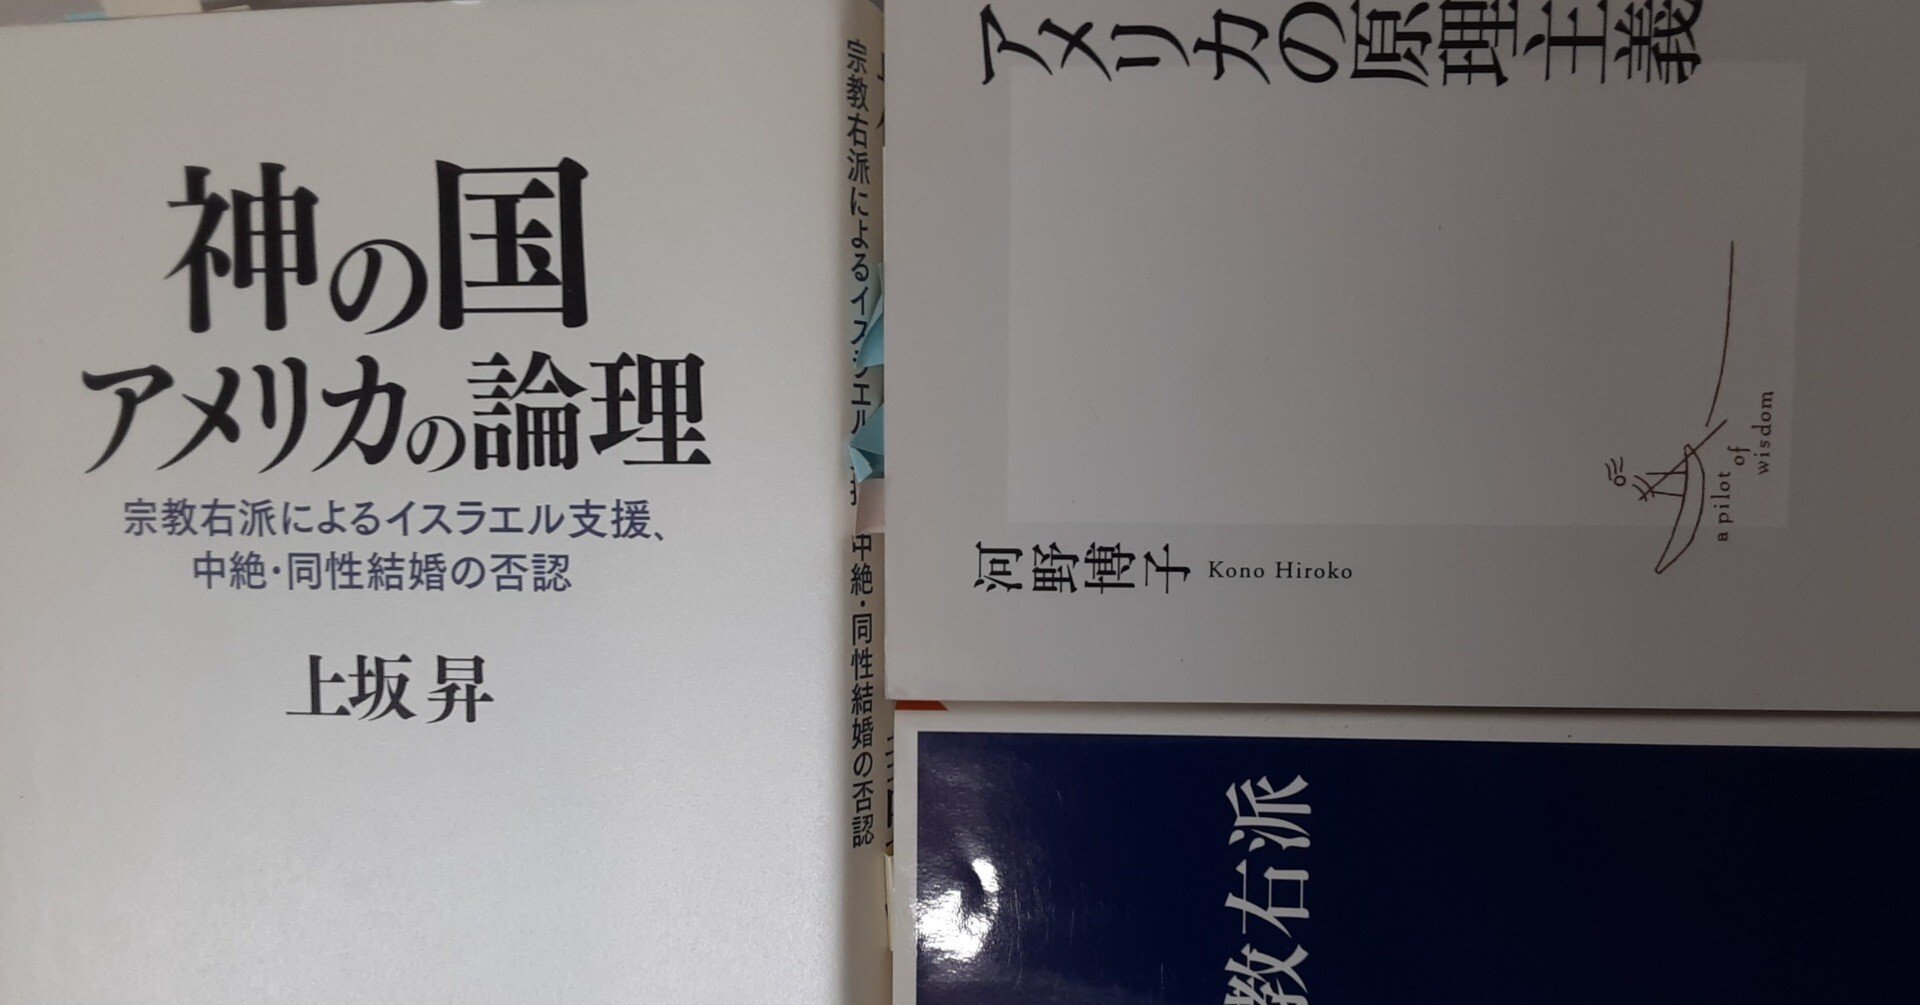 神の国
アメリカの論理
宗教右派によるイスラエル支援、
中絶・同性結婚の否認
上坂 昇
宗教右派によるイスラエル
中絶・同性結婚の否認
アメリカの原理主義
河野博子 Kono Hiroko
a pilot of wisdom
教右派